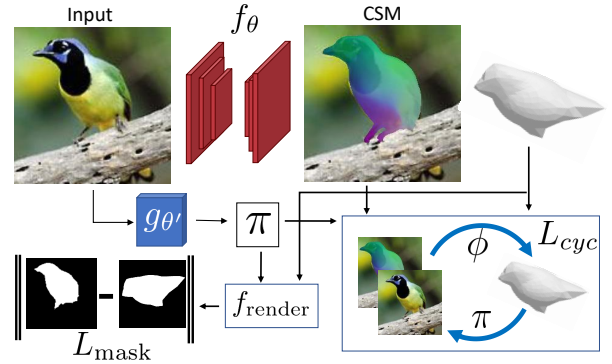 Input
f_θ
CSM
g_θ'
π
ϕ
L_cyc
π
f_render
L_mask